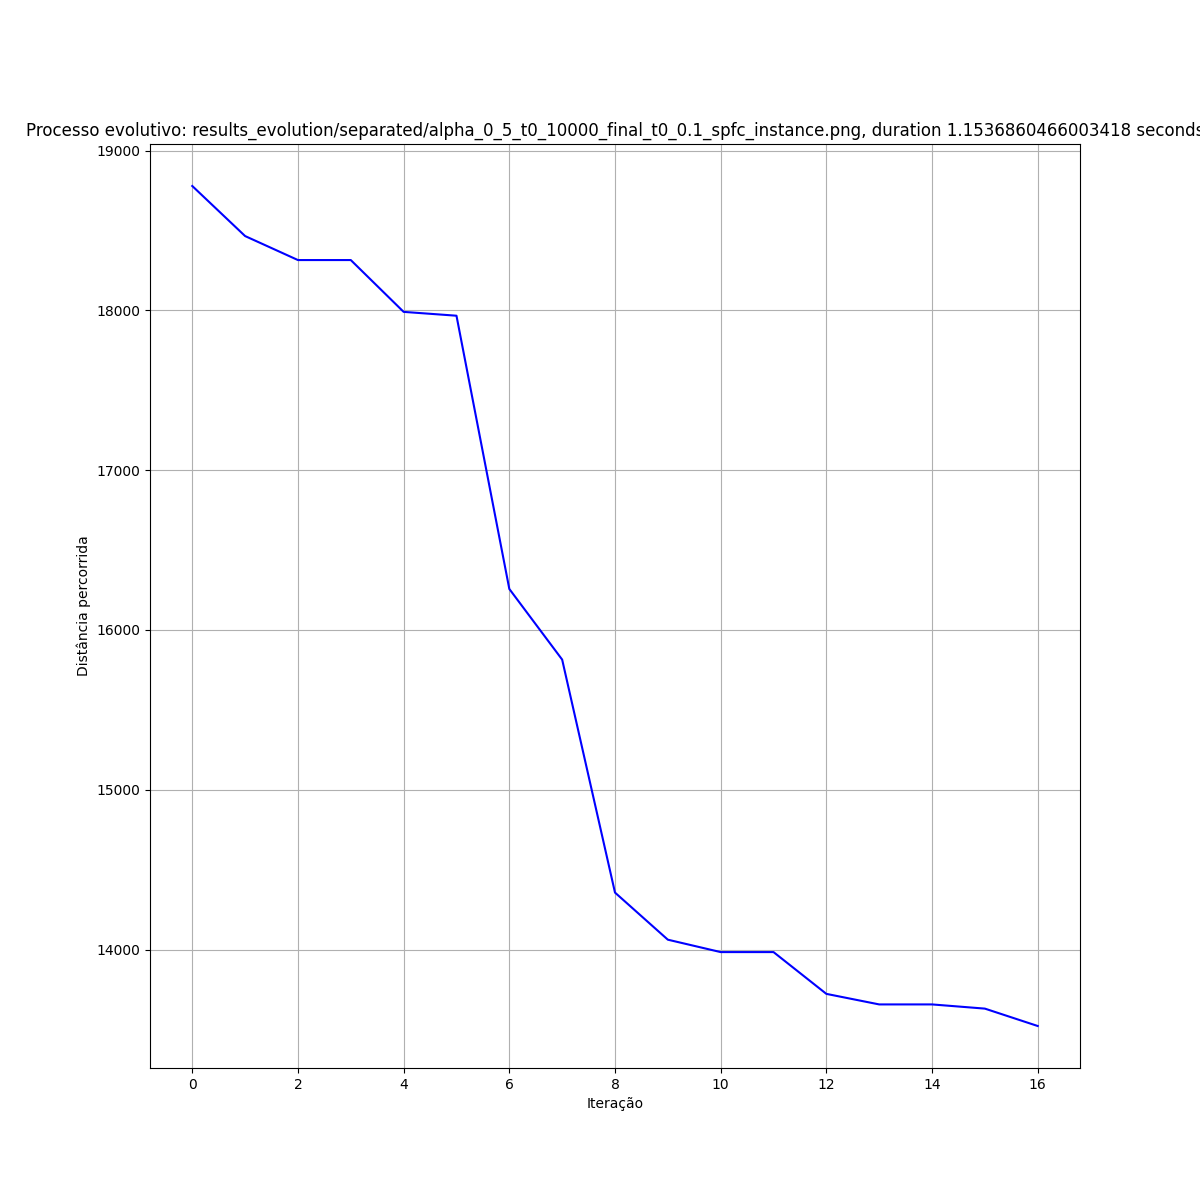 Processo evolutivo: results_evolution/separated/alpha_0_5_t0_10000_final_t0_0.1_spfc_instance.png, duration 1.1536860466003418 seconds
19000
18000
17000
16000
15000
14000
Distância percorrida
0 2 4 6 8 10 12 14 16
Iteração